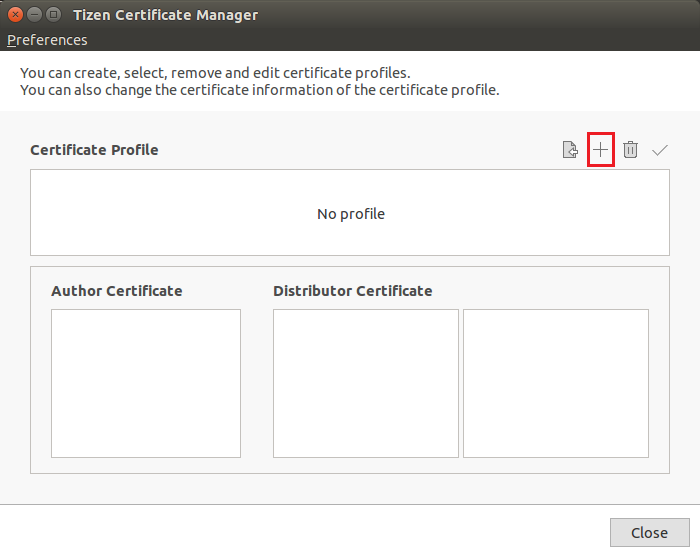 Tizen Certificate Manager
Preferences
You can create, select, remove and edit certificate profiles.
You can also change the certificate information of the certificate profile.
Certificate Profile
No profile
Author Certificate
Distributor Certificate
Close